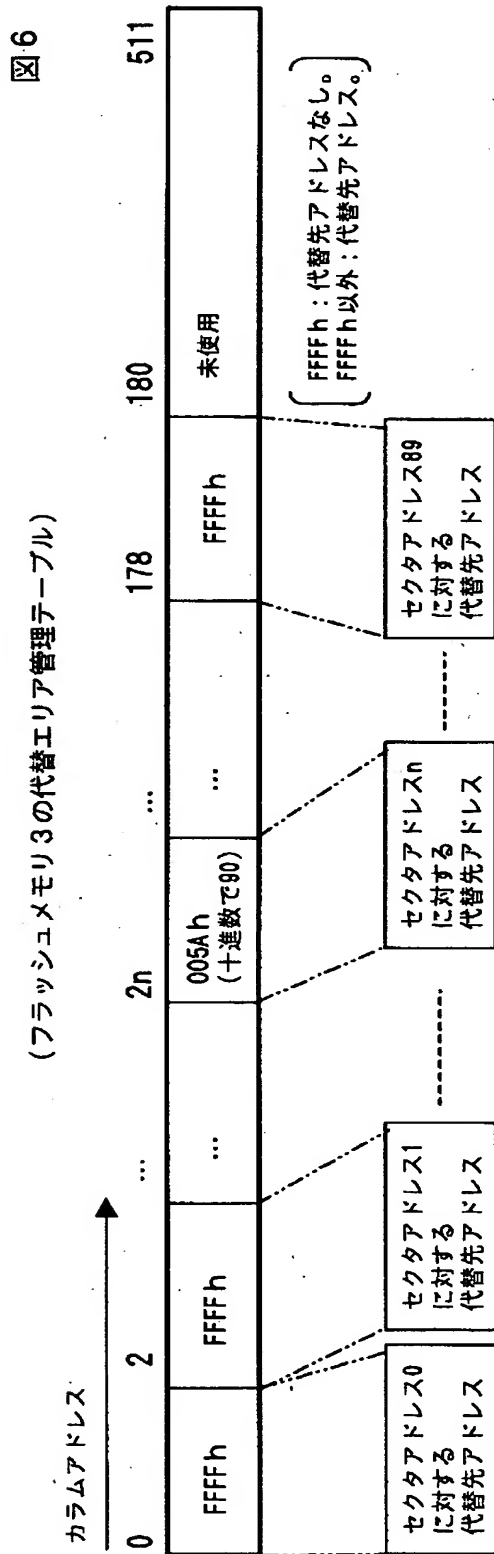 図6
(フラッシュメモリ3の代替エリア管理テーブル)
カラムアドレス
0 2 … 2n … 178 180 511
FFFFh FFFFh … 005Ah … FFFFh 未使用
(十進数で90)
FFFFh:代替先アドレスなし。
FFFFh以外:代替先アドレス。
セクタアドレス0
に対する
代替先アドレス
セクタアドレス1
に対する
代替先アドレス
セクタアドレスn
に対する
代替先アドレス
セクタアドレス89
に対する
代替先アドレス